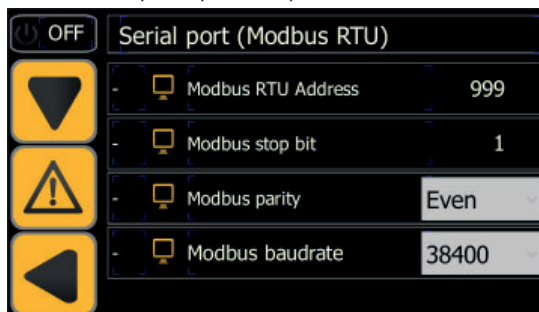 OFF Serial port (Modbus RTU)
- Modbus RTU Address 999
- Modbus stop bit 1
- Modbus parity Even
- Modbus baudrate 38400